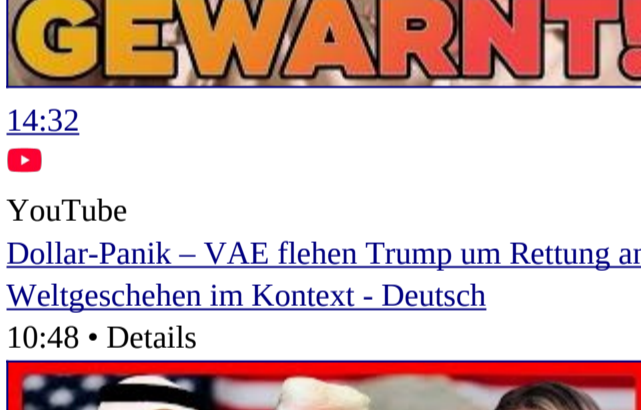 GEWARNT!
14:32
YouTube
Dollar-Panik – VAE flehen Trump um Rettung an
Weltgeschehen im Kontext - Deutsch
10:48 • Details